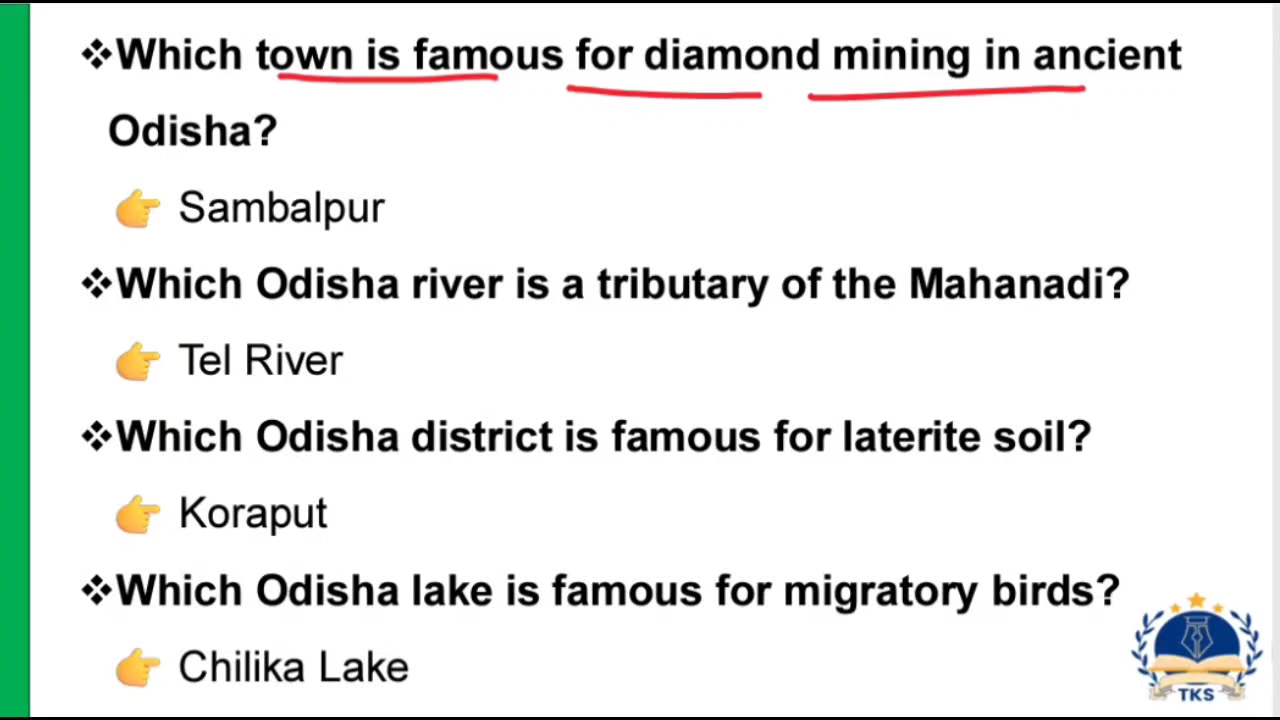 ❖Which town is famous for diamond mining in ancient
Odisha?
👉 Sambalpur
❖Which Odisha river is a tributary of the Mahanadi?
👉 Tel River
❖Which Odisha district is famous for laterite soil?
👉 Koraput
❖Which Odisha lake is famous for migratory birds?
👉 Chilika Lake
TKS